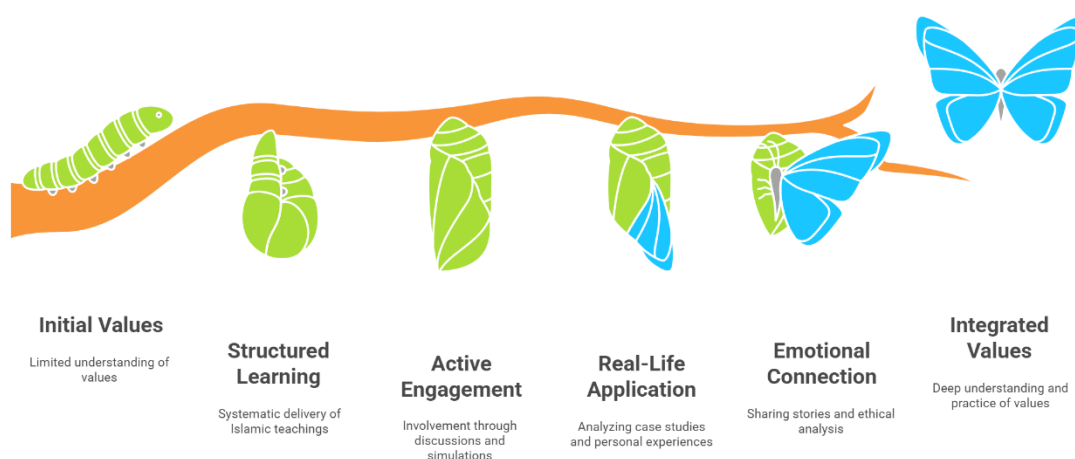 Initial Values
Limited understanding of
values
Structured
Learning
Systematic delivery of
Islamic teachings
Active
Engagement
Involvement through
discussions and
simulations
Real-Life
Application
Analyzing case studies
and personal experiences
Emotional
Connection
Sharing stories and ethical
analysis
Integrated
Values
Deep understanding and
practice of values